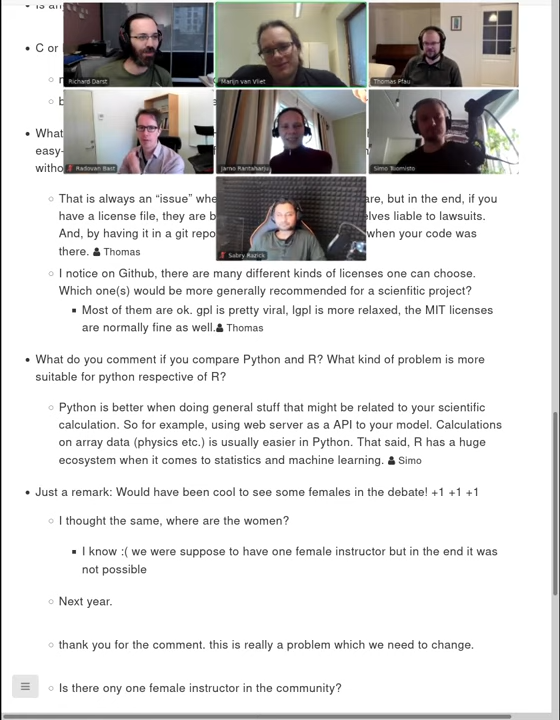 Is an
C or
Richard Darst
Marijn van Vliet
Thomas Pfau
b
What
easy-
witho
Radovan Bast
Jarno Rantaharju
Simo Tuomisto
That is always an “issue” whe re, but in the end, if you
have a license file, they are b elves liable to lawsuits.
And, by having it in a git repo when your code was
there. Thomas
Sabry Razick
I notice on Github, there are many different kinds of licenses one can choose.
Which one(s) would be more generally recommended for a scienfitic project?
Most of them are ok. gpl is pretty viral, lgpl is more relaxed, the MIT licenses
are normally fine as well. Thomas
What do you comment if you compare Python and R? What kind of problem is more
suitable for python respective of R?
Python is better when doing general stuff that might be related to your scientific
calculation. So for example, using web server as a API to your model. Calculations
on array data (physics etc.) is usually easier in Python. That said, R has a huge
ecosystem when it comes to statistics and machine learning. Simo
Just a remark: Would have been cool to see some females in the debate! +1 +1 +1
I thought the same, where are the women?
I know :( we were suppose to have one female instructor but in the end it was
not possible
Next year.
thank you for the comment. this is really a problem which we need to change.
Is there ony one female instructor in the community?